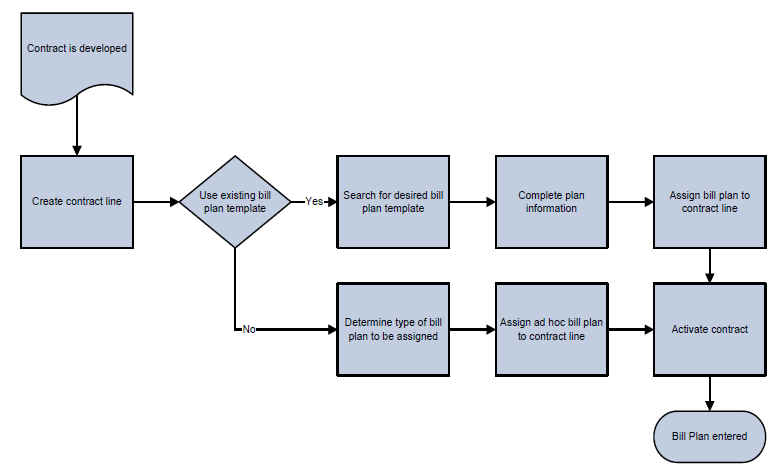 Contract is developed
Create contract line
Use existing bill
plan template
Yes
Search for desired bill
plan template
Complete plan
information
Assign bill plan to
contract line
No
Determine type of bill
plan to be assigned
Assign ad hoc bill plan
to contract line
Activate contract
Bill Plan entered